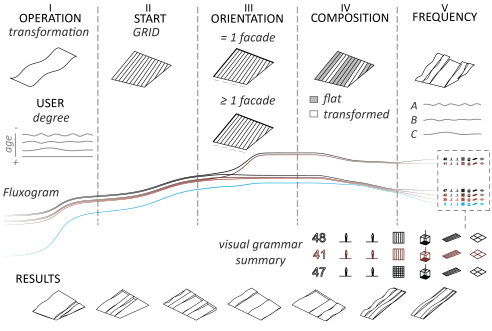 I
OPERATION
transformation
II
START
GRID
III
ORIENTATION
= 1 facade
≥ 1 facade
IV
COMPOSITION
flat
transformed
V
FREQUENCY
A
B
C
USER
degree
-
age
+
Fluxogram
visual grammar
summary
48
41
47
RESULTS